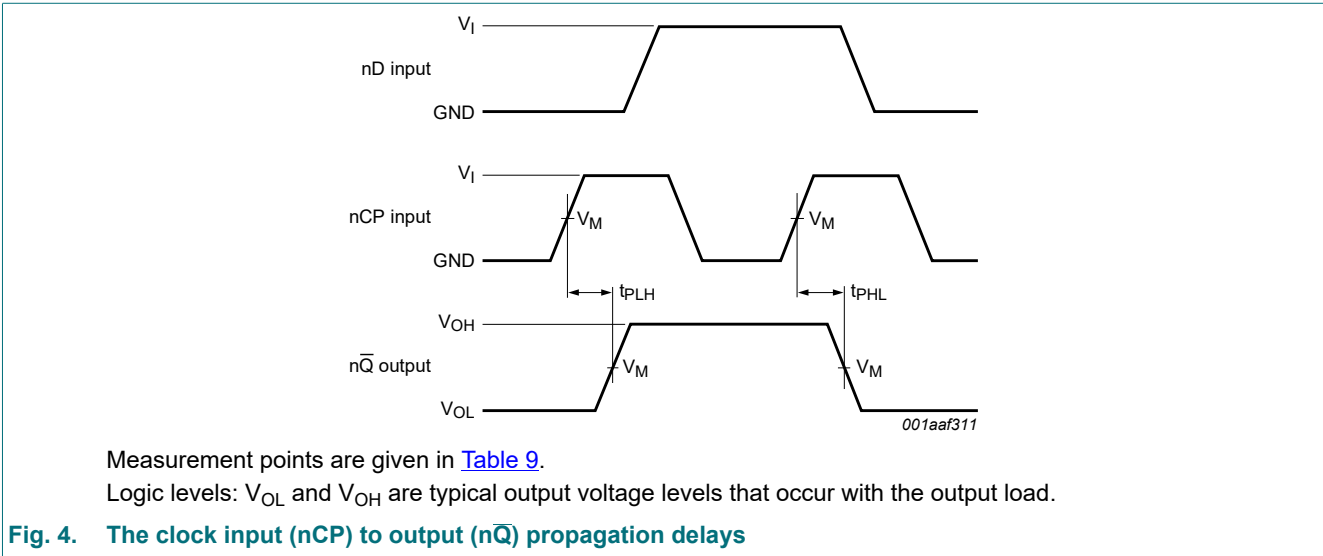 V_I
nD input
GND
V_I
nCP input
V_M
V_M
GND
t_PLH
t_PHL
V_OH
nQ̅ output
V_M
V_M
V_OL
001aaf311
Measurement points are given in Table 9.
Logic levels: V_OL and V_OH are typical output voltage levels that occur with the output load.
Fig. 4. The clock input (nCP) to output (nQ̅) propagation delays